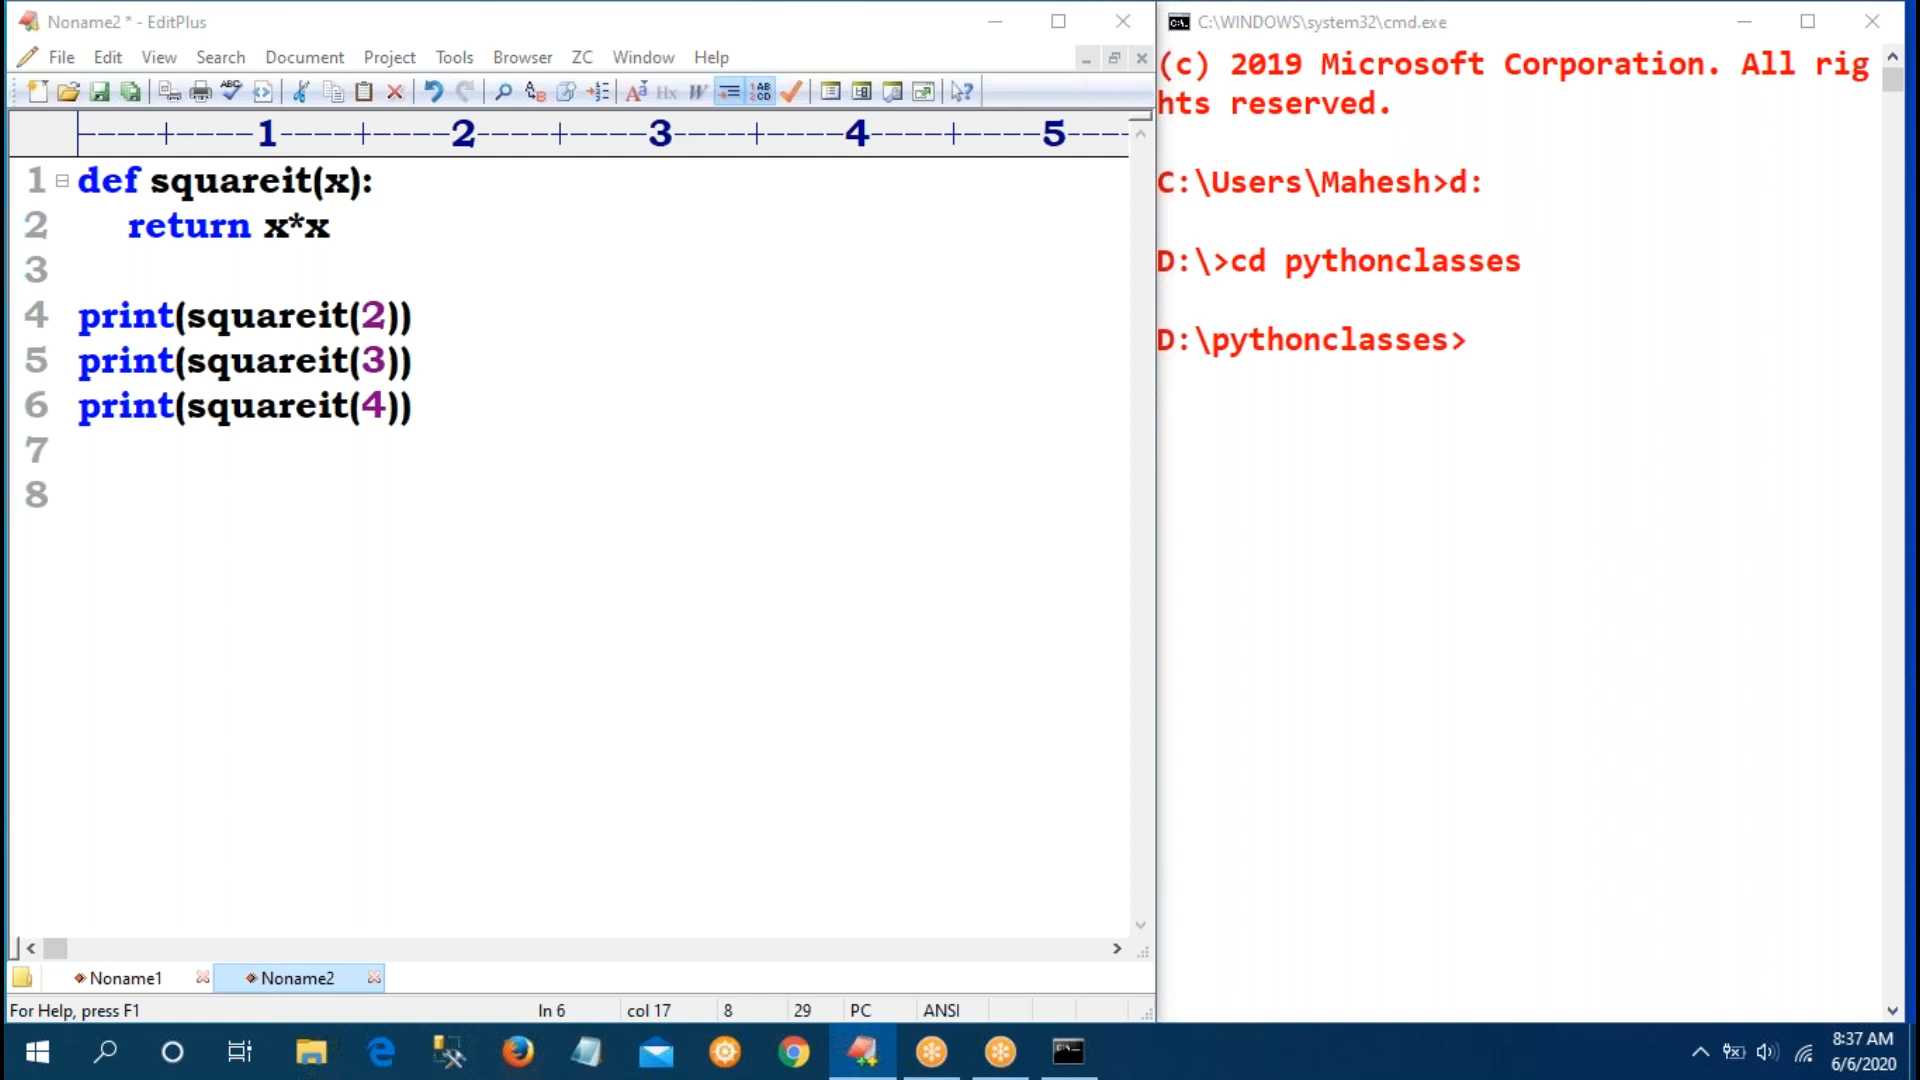 Noname2 * - EditPlus
File Edit View Search Document Project Tools Browser ZC Window Help
----+----1----+----2----+----3----+----4----+----5----
1 def squareit(x):
2 return x*x
3
4 print(squareit(2))
5 print(squareit(3))
6 print(squareit(4))
7
8
Noname1 Noname2
For Help, press F1 ln 6 col 17 8 29 PC ANSI
C:\WINDOWS\system32\cmd.exe
(c) 2019 Microsoft Corporation. All rig
hts reserved.
C:\Users\Mahesh>d:
D:\>cd pythonclasses
D:\pythonclasses>
8:37 AM
6/6/2020